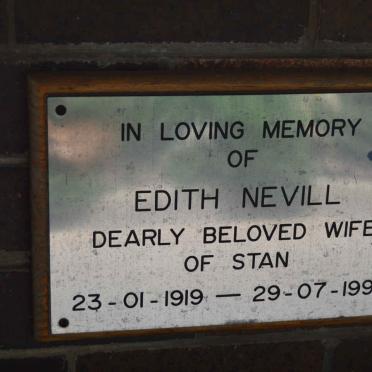 IN LOVING MEMORY
OF
EDITH NEVILL
DEARLY BELOVED WIFE
OF STAN
23-01-1919 — 29-07-199